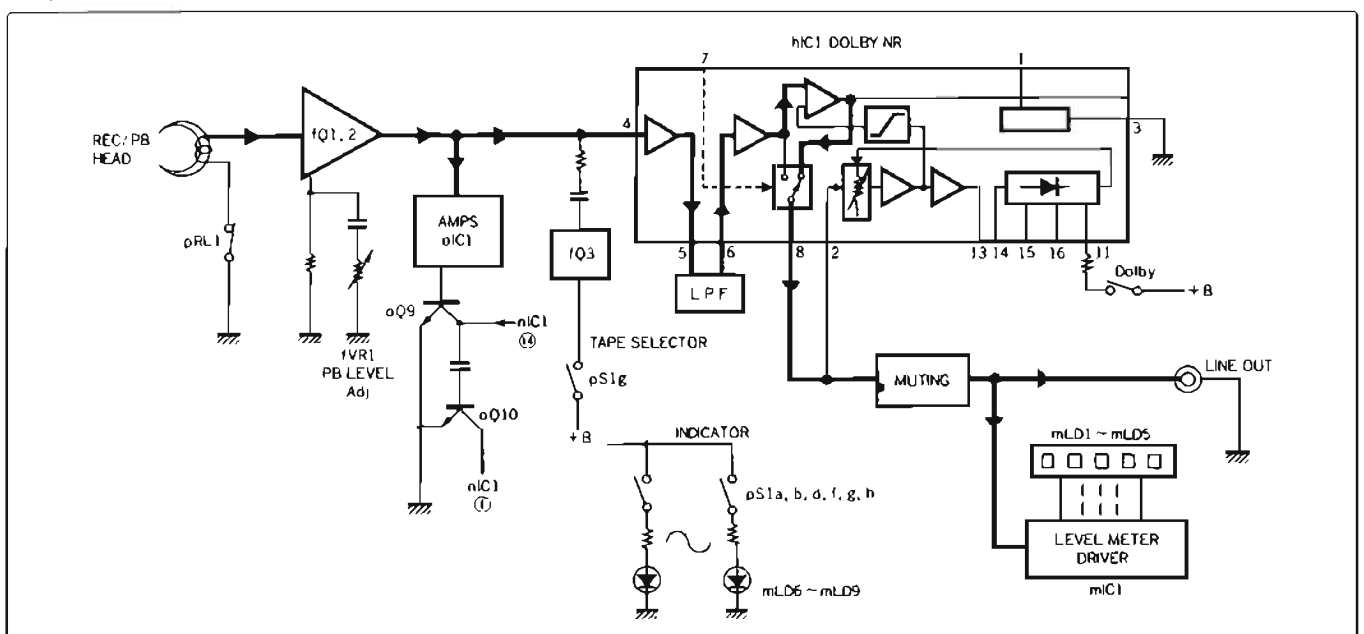 hIC1 DOLBY NR
7
1
4
3
REC/PB
HEAD
fQ1, 2
pRL1
AMPS
oIC1
fQ3
5
6
8
2
13
14
15
16
11
LPF
Dolby
+B
oQ9
nIC1
14
TAPE SELECTOR
pS1g
+B
fVR1
PB LEVEL
Adj
oQ10
nIC1
1
MUTING
LINE OUT
INDICATOR
pS1a, b, d, f, g, h
mLD1 ~ mLD5
LEVEL METER
DRIVER
mIC1
mLD6 ~ mLD9